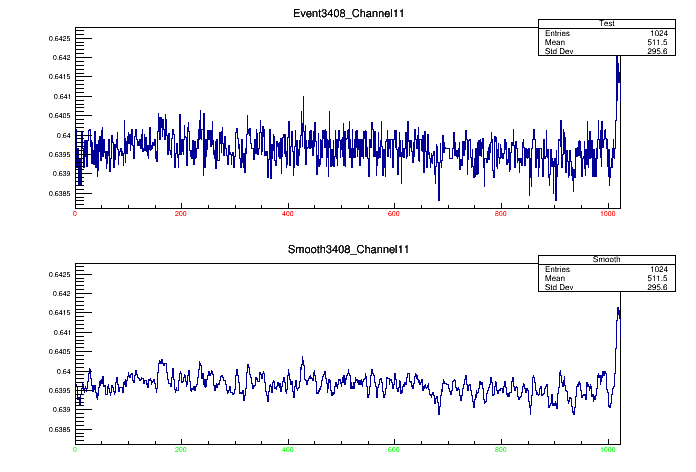 Event3408_Channel11
Test
Entries 1024
Mean 511.5
Std Dev 295.6
0.6425
0.642
0.6415
0.641
0.6405
0.64
0.6395
0.639
0.6385
0 200 400 600 800 1000
Smooth3408_Channel11
Smooth
Entries 1024
Mean 511.5
Std Dev 295.6
0.6425
0.642
0.6415
0.641
0.6405
0.64
0.6395
0.639
0.6385
0 200 400 600 800 1000